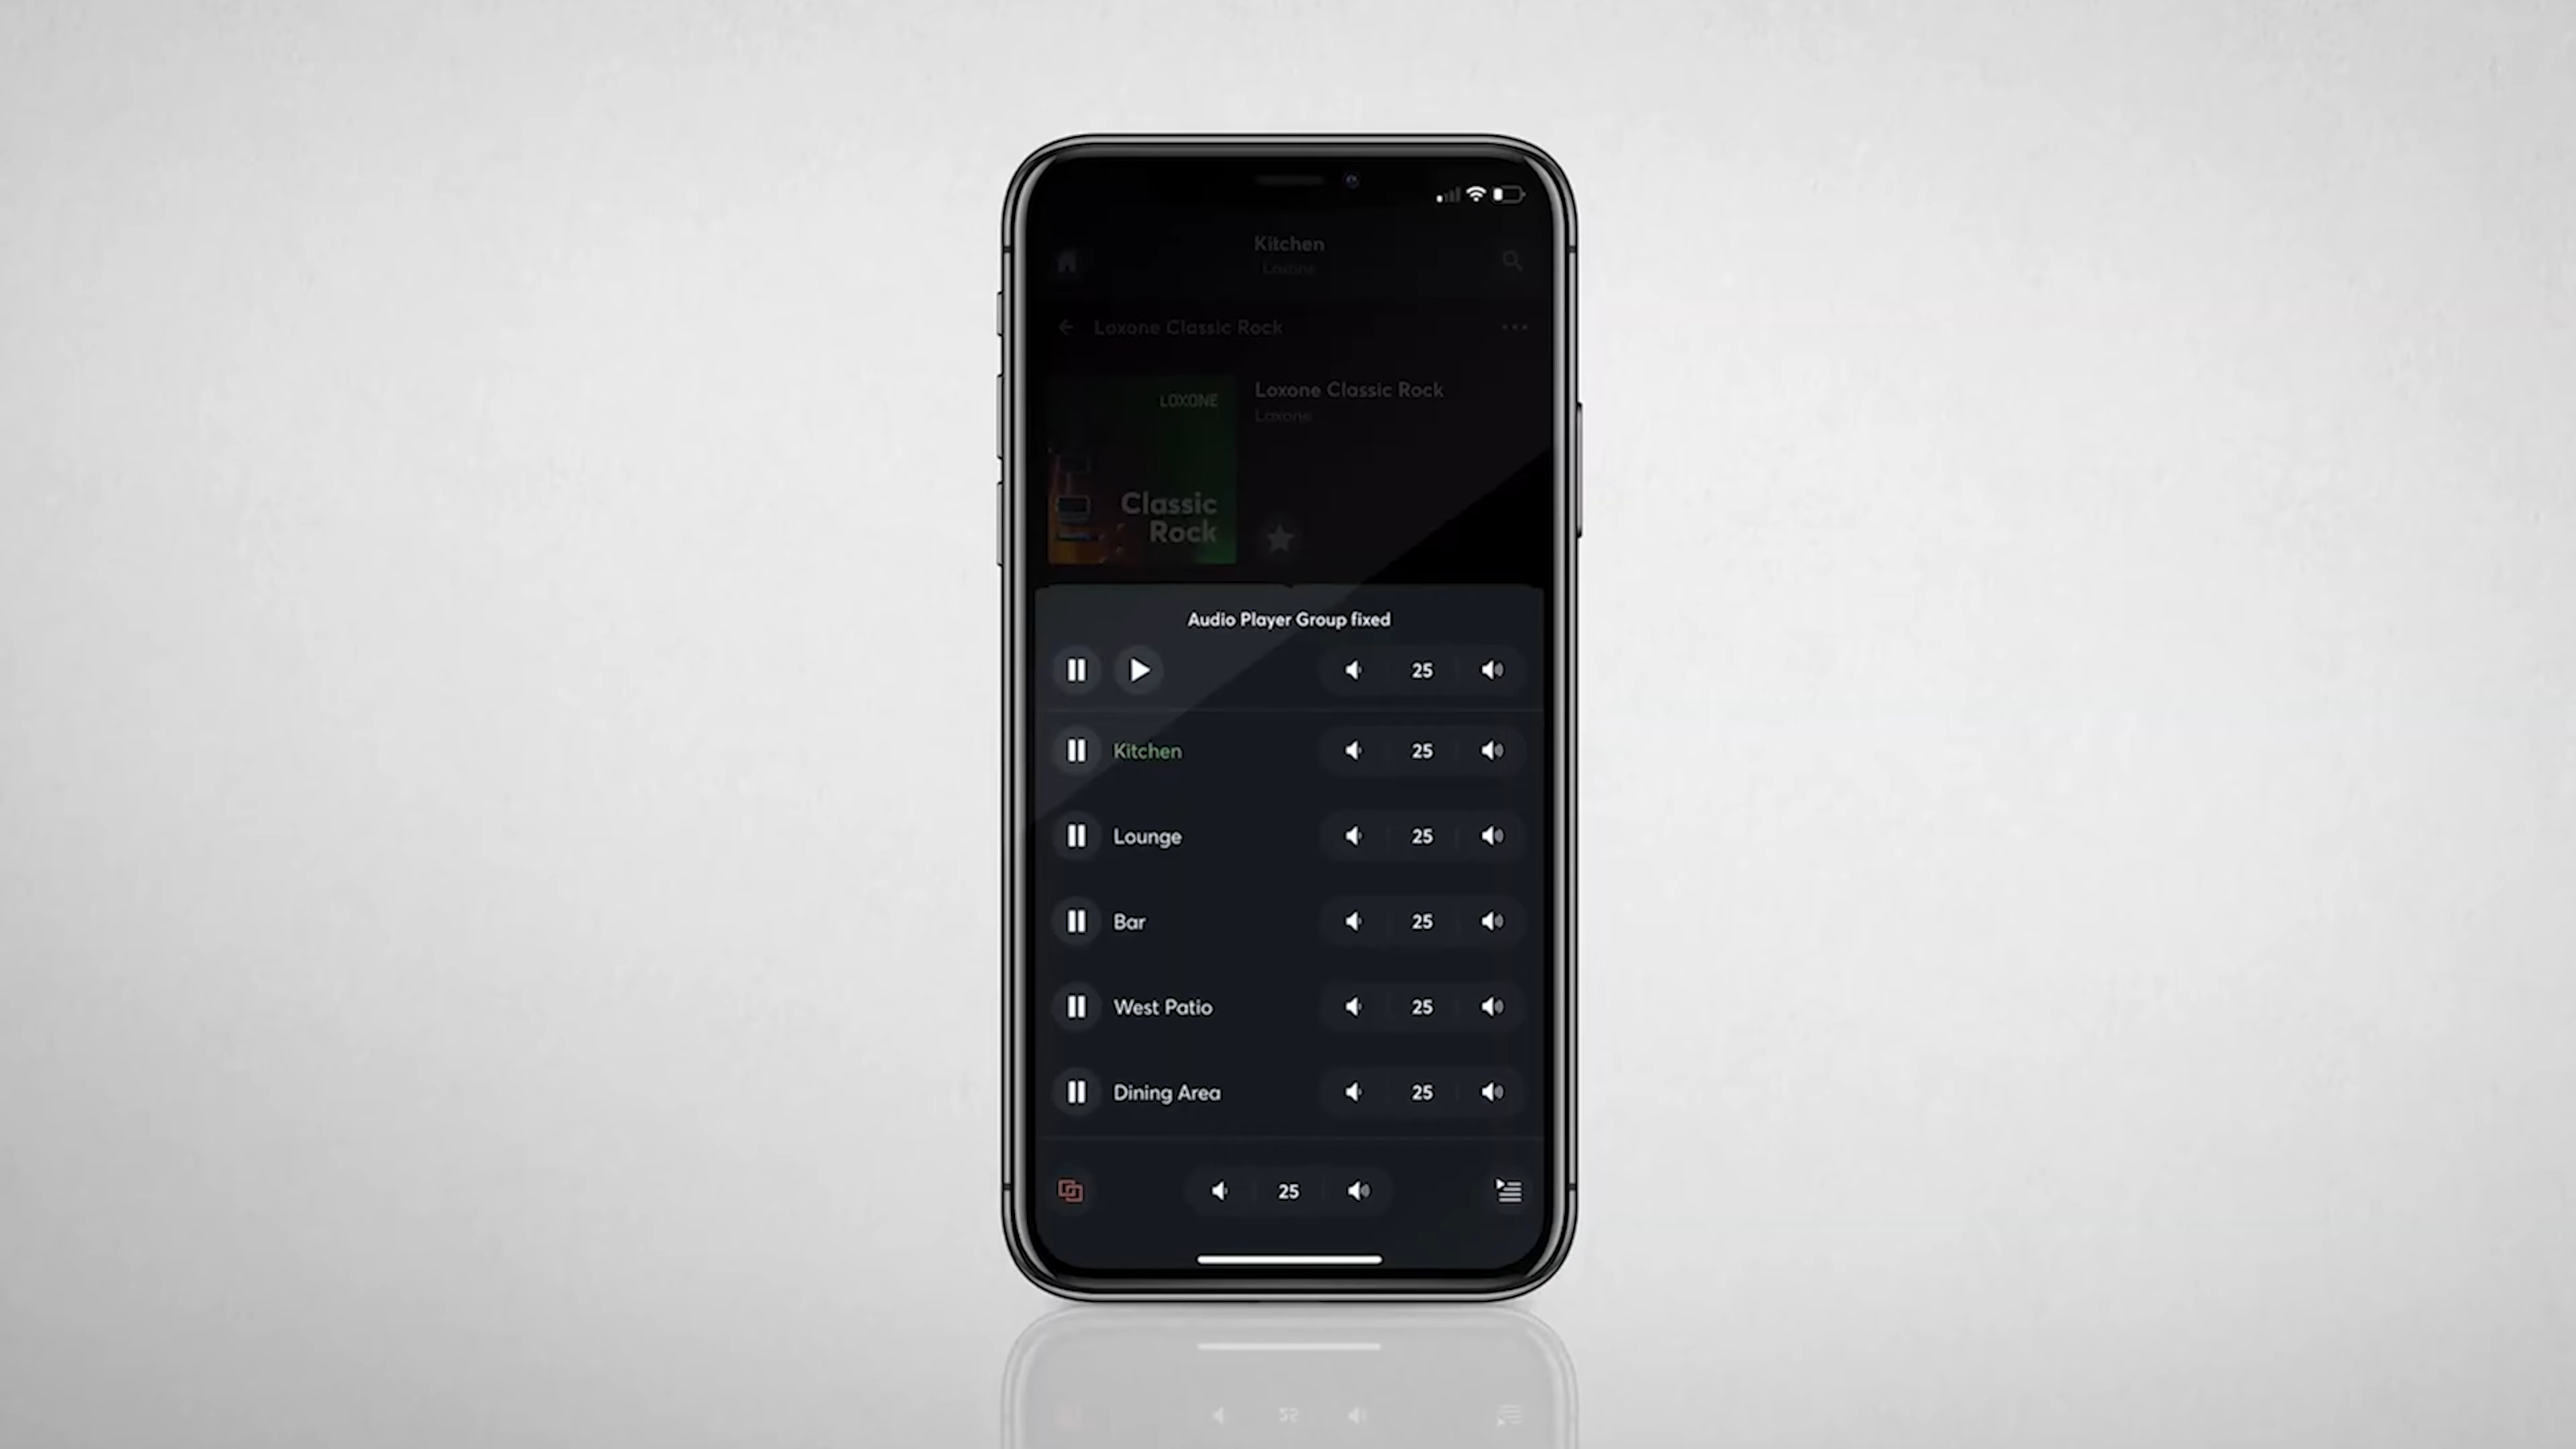 Kitchen
Loxone
Loxone Classic Rock
LOXONE
Classic
Rock
Loxone Classic Rock
Loxone
Audio Player Group fixed
25
Kitchen 25
Lounge 25
Bar 25
West Patio 25
Dining Area 25
25